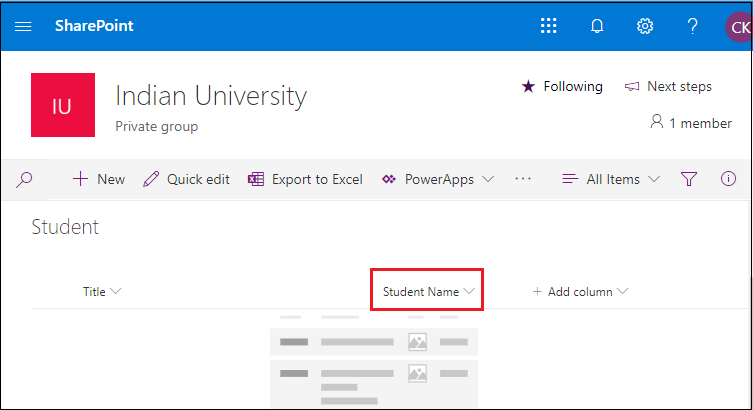 SharePoint
?
CK
IU
Indian University
Private group
Following
Next steps
1 member
New
Quick edit
Export to Excel
PowerApps
...
All Items
Student
Title
Student Name
+ Add column